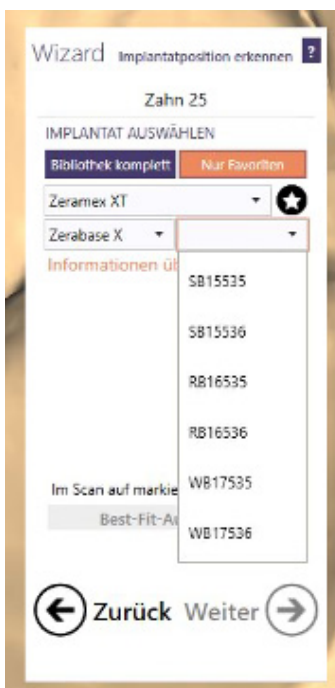 Wizard Implantatposition erkennen ?
Zahn 25
IMPLANTAT AUSWÄHLEN
Bibliothek komplett Nur Favoriten
Zeramex XT
Zerabase X
Informationen üb
SB15535
SB15536
RB16535
RB16536
WB17535
WB17536
Im Scan auf markie
Best-Fit-Au
Zurück Weiter